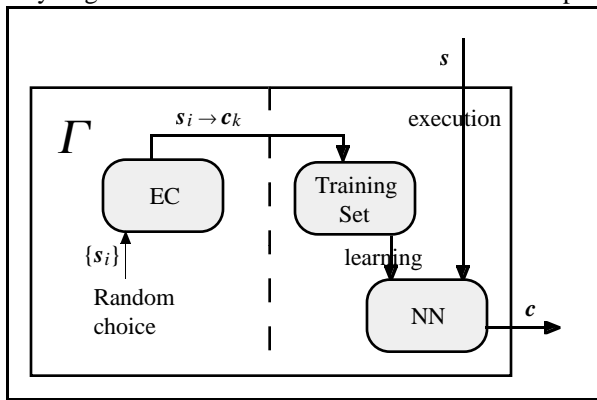 s
execution
Γ
s_i → c_k
EC
Training
Set
{s_i}
learning
Random
choice
NN
c